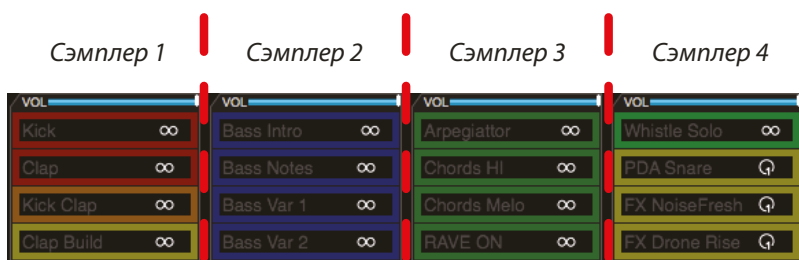 Сэмплер 1 Сэмплер 2 Сэмплер 3 Сэмплер 4
VOL VOL VOL VOL
Kick ∞ Bass Intro ∞ Arpegiattor ∞ Whistle Solo ∞
Clap ∞ Bass Notes ∞ Chords HI ∞ PDA Snare
Kick Clap ∞ Bass Var 1 ∞ Chords Melo ∞ FX NoiseFresh
Clap Build ∞ Bass Var 2 ∞ RAVE ON ∞ FX Drone Rise